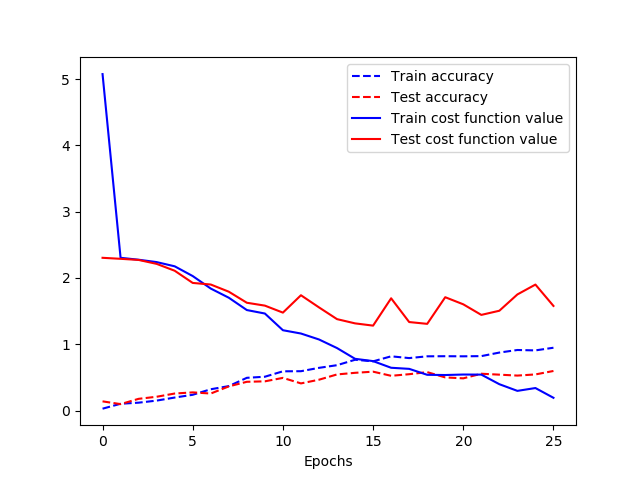 Train accuracy
Test accuracy
Train cost function value
Test cost function value
5
4
3
2
1
0
0 5 10 15 20 25
Epochs